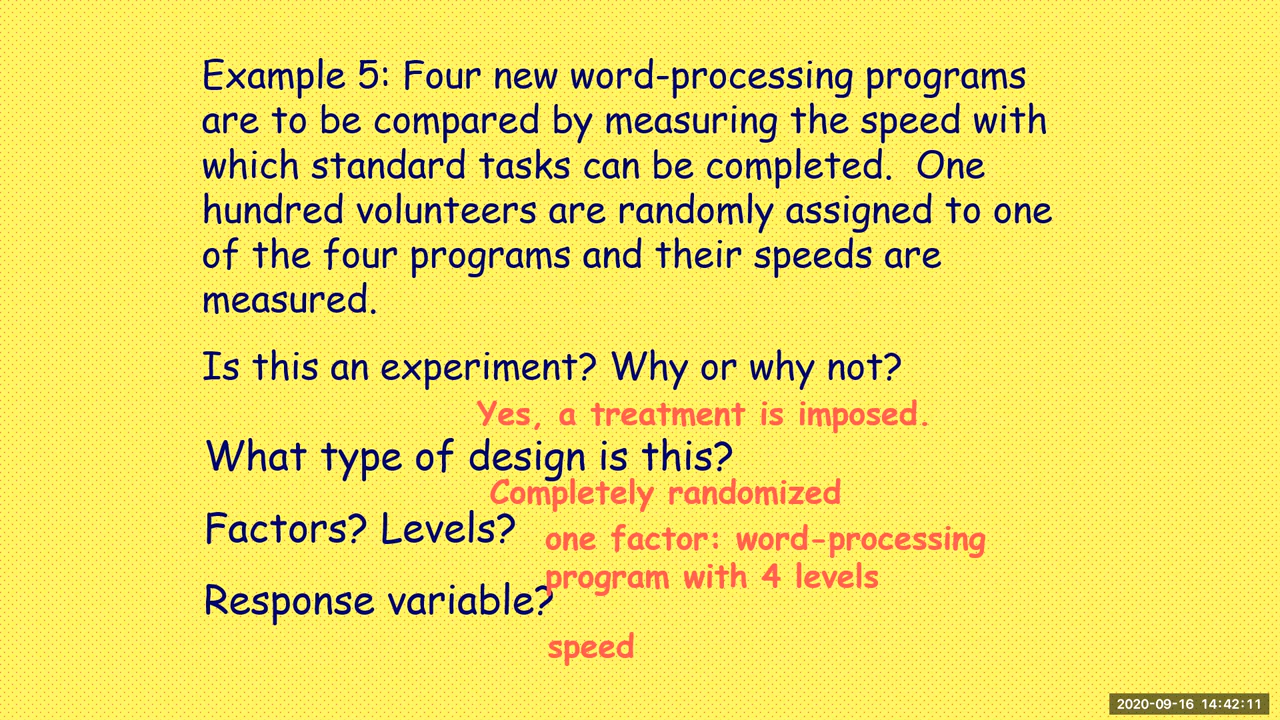 Example 5: Four new word-processing programs
are to be compared by measuring the speed with
which standard tasks can be completed.  One
hundred volunteers are randomly assigned to one
of the four programs and their speeds are
measured.
Is this an experiment? Why or why not?
Yes, a treatment is imposed.
What type of design is this?
Completely randomized
Factors? Levels?
one factor: word-processing
program with 4 levels
Response variable?
speed
2020-09-16 14:42:11